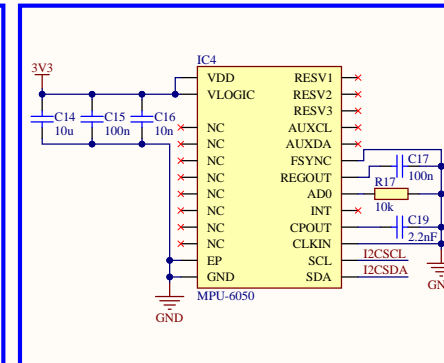 IC4
3V3
VDD
VLOGIC
NC
NC
NC
NC
NC
NC
NC
NC
EP
GND
RESV1
RESV2
RESV3
AUXCL
AUXDA
FSYNC
REGOUT
AD0
INT
CPOUT
CLKIN
SCL
SDA
C14
10u
C15
100n
C16
10n
C17
100n
R17
10k
C19
2.2nF
I2CSCL
I2CSDA
MPU-6050
GND